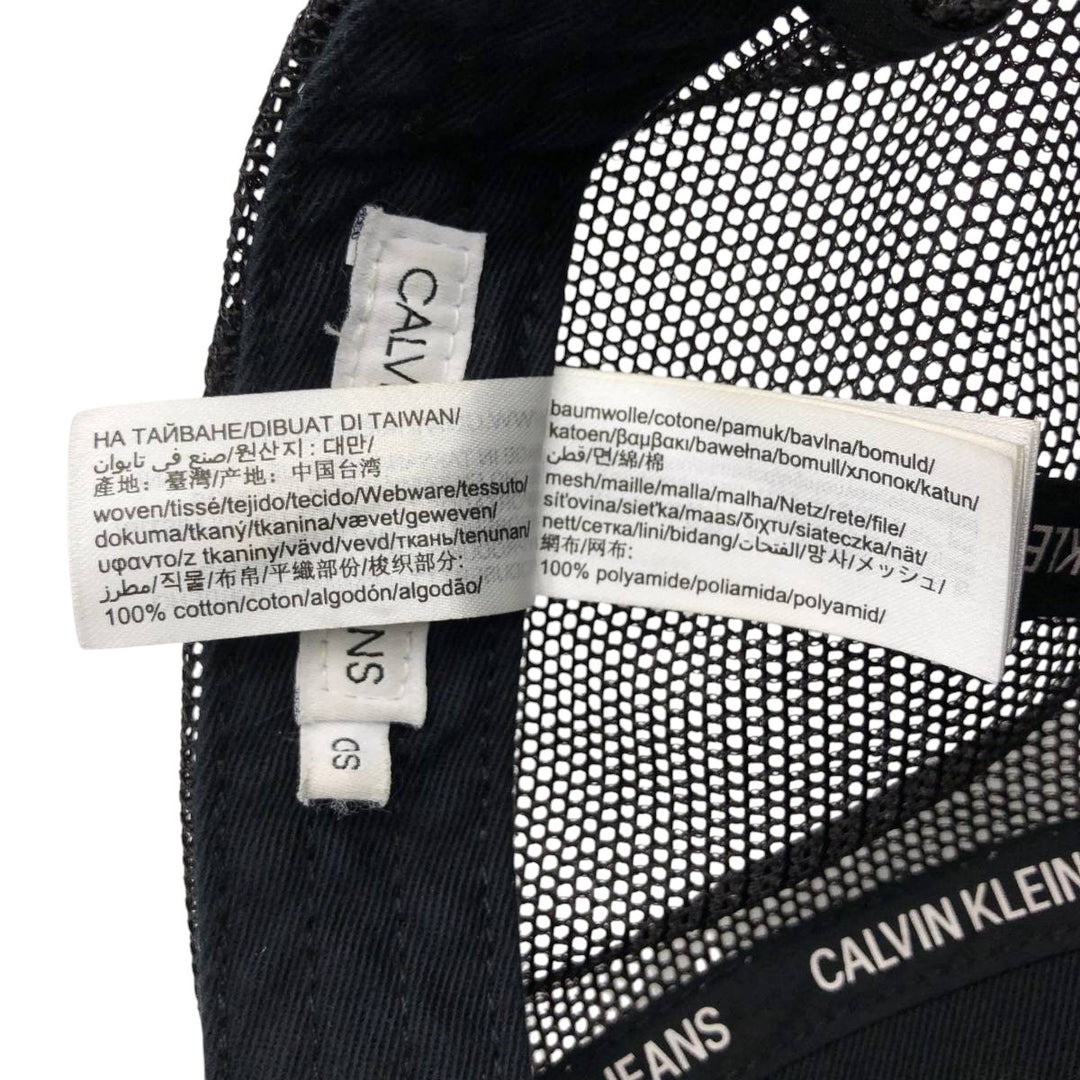 CALV
NS
OS
НА ТАЙВАНЕ/DIBUAT DI TAIWAN/
صنع في تايوان/원산지 : 대만/
產地：臺灣/产地：中国台湾
woven/tissé/tejido/tecido/Webware/tessuto/
dokuma/tkaný/tkanina/vævet/geweven/
υφαντο/z tkaniny/vävd/vevd/ткань/tenunan/
مطرز/직물/布帛/平織部份/梭织部分:
100% cotton/coton/algodón/algodão/
baumwolle/cotone/pamuk/bavlna/bomuld/
katoen/βαμβακι/bawełna/bomull/хлопок/katun/
قطن/면/綿/棉
mesh/maille/malla/malha/Netz/rete/file/
síťovina/sieťka/maas/διχτυ/siateczka/nät/
nett/сетка/lini/bidang/الفتحات/망사/メッシュ/
網布/网布:
100% polyamide/poliamida/polyamid/
KLE
CALVIN KLEIN
JEANS